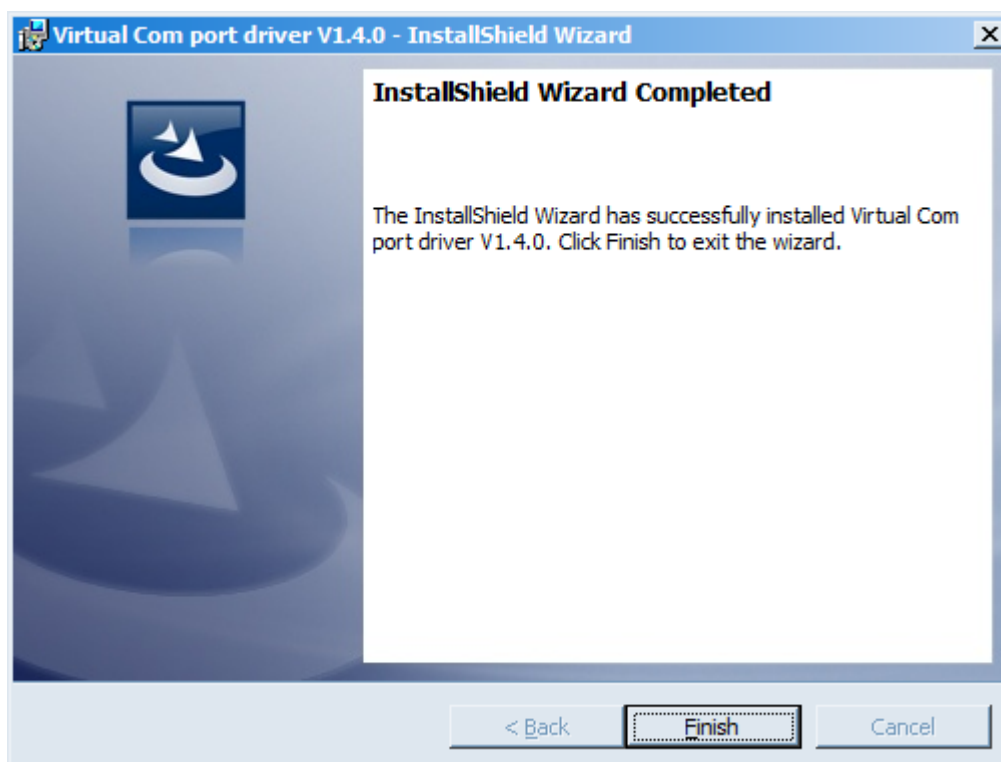 Virtual Com port driver V1.4.0 - InstallShield Wizard
InstallShield Wizard Completed
The InstallShield Wizard has successfully installed Virtual Com
port driver V1.4.0. Click Finish to exit the wizard.
< Back Finish Cancel